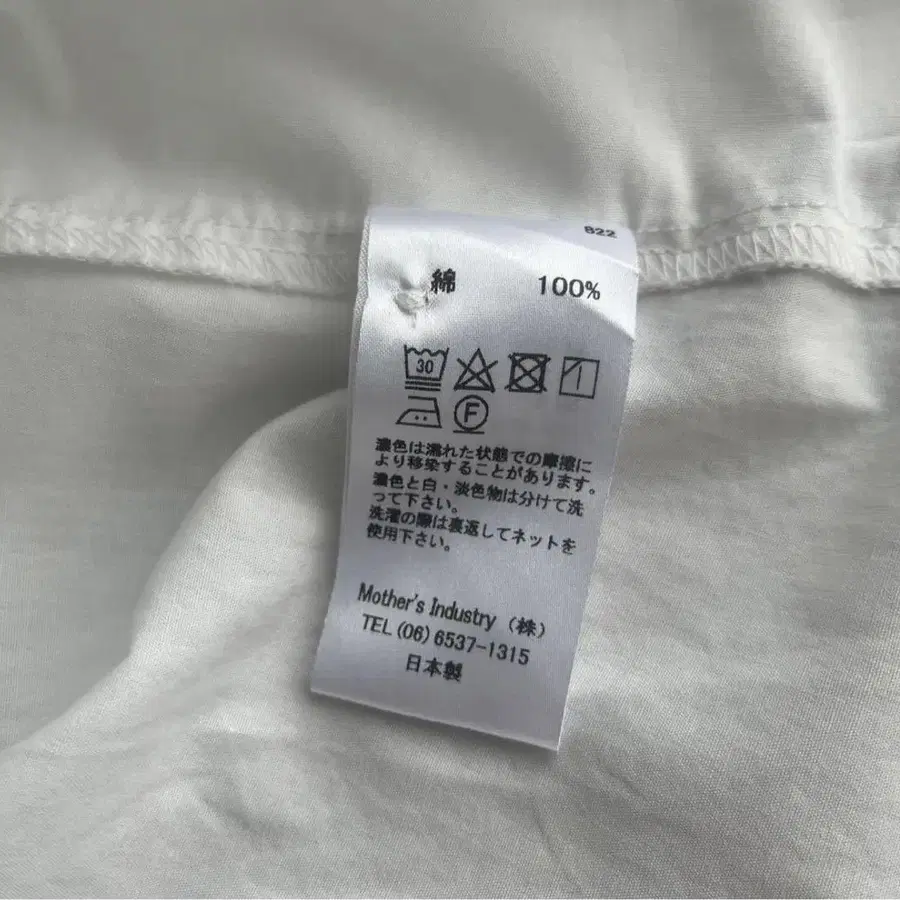 822
綿 100%
30
F
濃色は濡れた状態での摩擦に
より移染することがあります。
濃色と白・淡色物は分けて洗
って下さい。
洗濯の際は裏返してネットを
使用下さい。
Mother's Industry (株)
TEL (06) 6537-1315
日本製